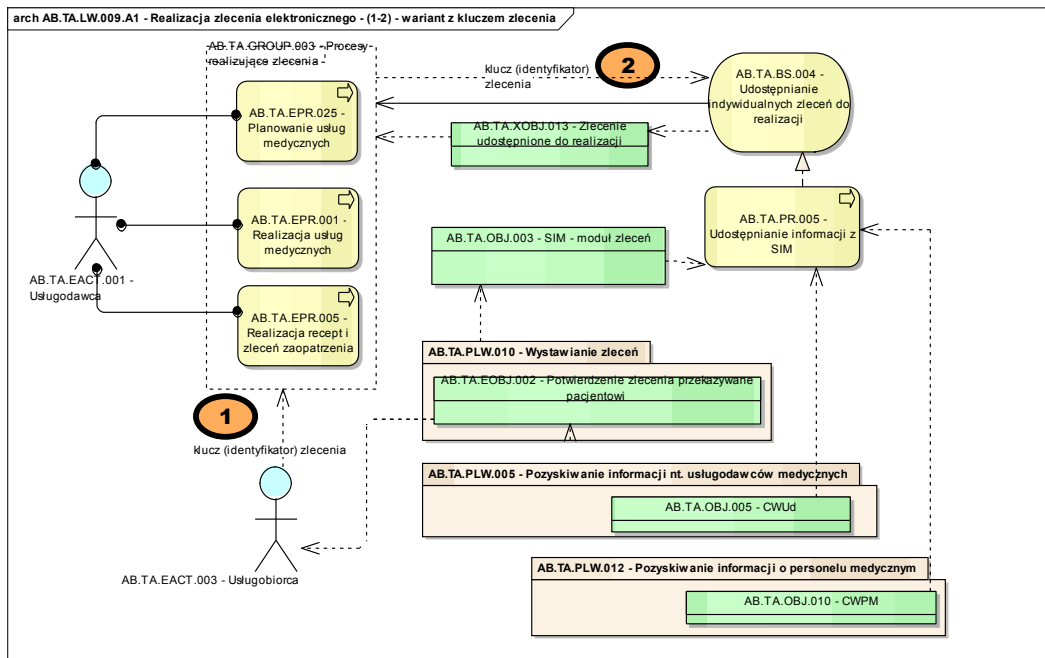 arch AB.TA.LW.009.A1 - Realizacja zlecenia elektronicznego - (1-2) - wariant z kluczem zlecenia
AB.TA.GROUP.003 - Procesy
realizujące zlecenia -
klucz (identyfikator)
zlecenia
2
AB.TA.BS.004 -
Udostępnianie
indywidualnych zleceń do
realizacji
AB.TA.EPR.025 -
Planowanie usług
medycznych
AB.TA.XOBJ.013 - Zlecenie
udostępnione do realizacji
AB.TA.EPR.001 -
Realizacja usług
medycznych
AB.TA.PR.005 -
Udostępnianie informacji z
SIM
AB.TA.OBJ.003 - SIM - moduł zleceń
AB.TA.EACT.001 -
Usługodawca
AB.TA.EPR.005 -
Realizacja recept i
zleceń zaopatrzenia
AB.TA.PLW.010 - Wystawianie zleceń
AB.TA.EOBJ.002 - Potwierdzenie zlecenia przekazywane
pacjentowi
1
klucz (identyfikator) zlecenia
AB.TA.PLW.005 - Pozyskiwanie informacji nt. usługodawców medycznych
AB.TA.OBJ.005 - CWUd
AB.TA.EACT.003 - Usługobiorca
AB.TA.PLW.012 - Pozyskiwanie informacji o personelu medycznym
AB.TA.OBJ.010 - CWPM